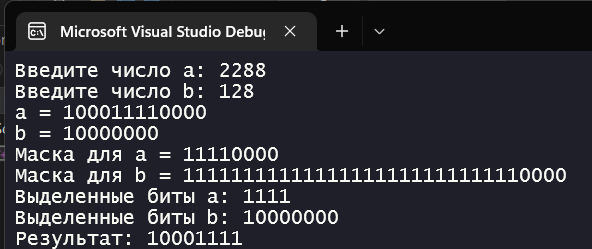 Microsoft Visual Studio Debug
Введите число a: 2288
Введите число b: 128
a = 100011110000
b = 10000000
Маска для a = 11110000
Маска для b = 11111111111111111111111111110000
Выделенные биты a: 1111
Выделенные биты b: 10000000
Результат: 10001111